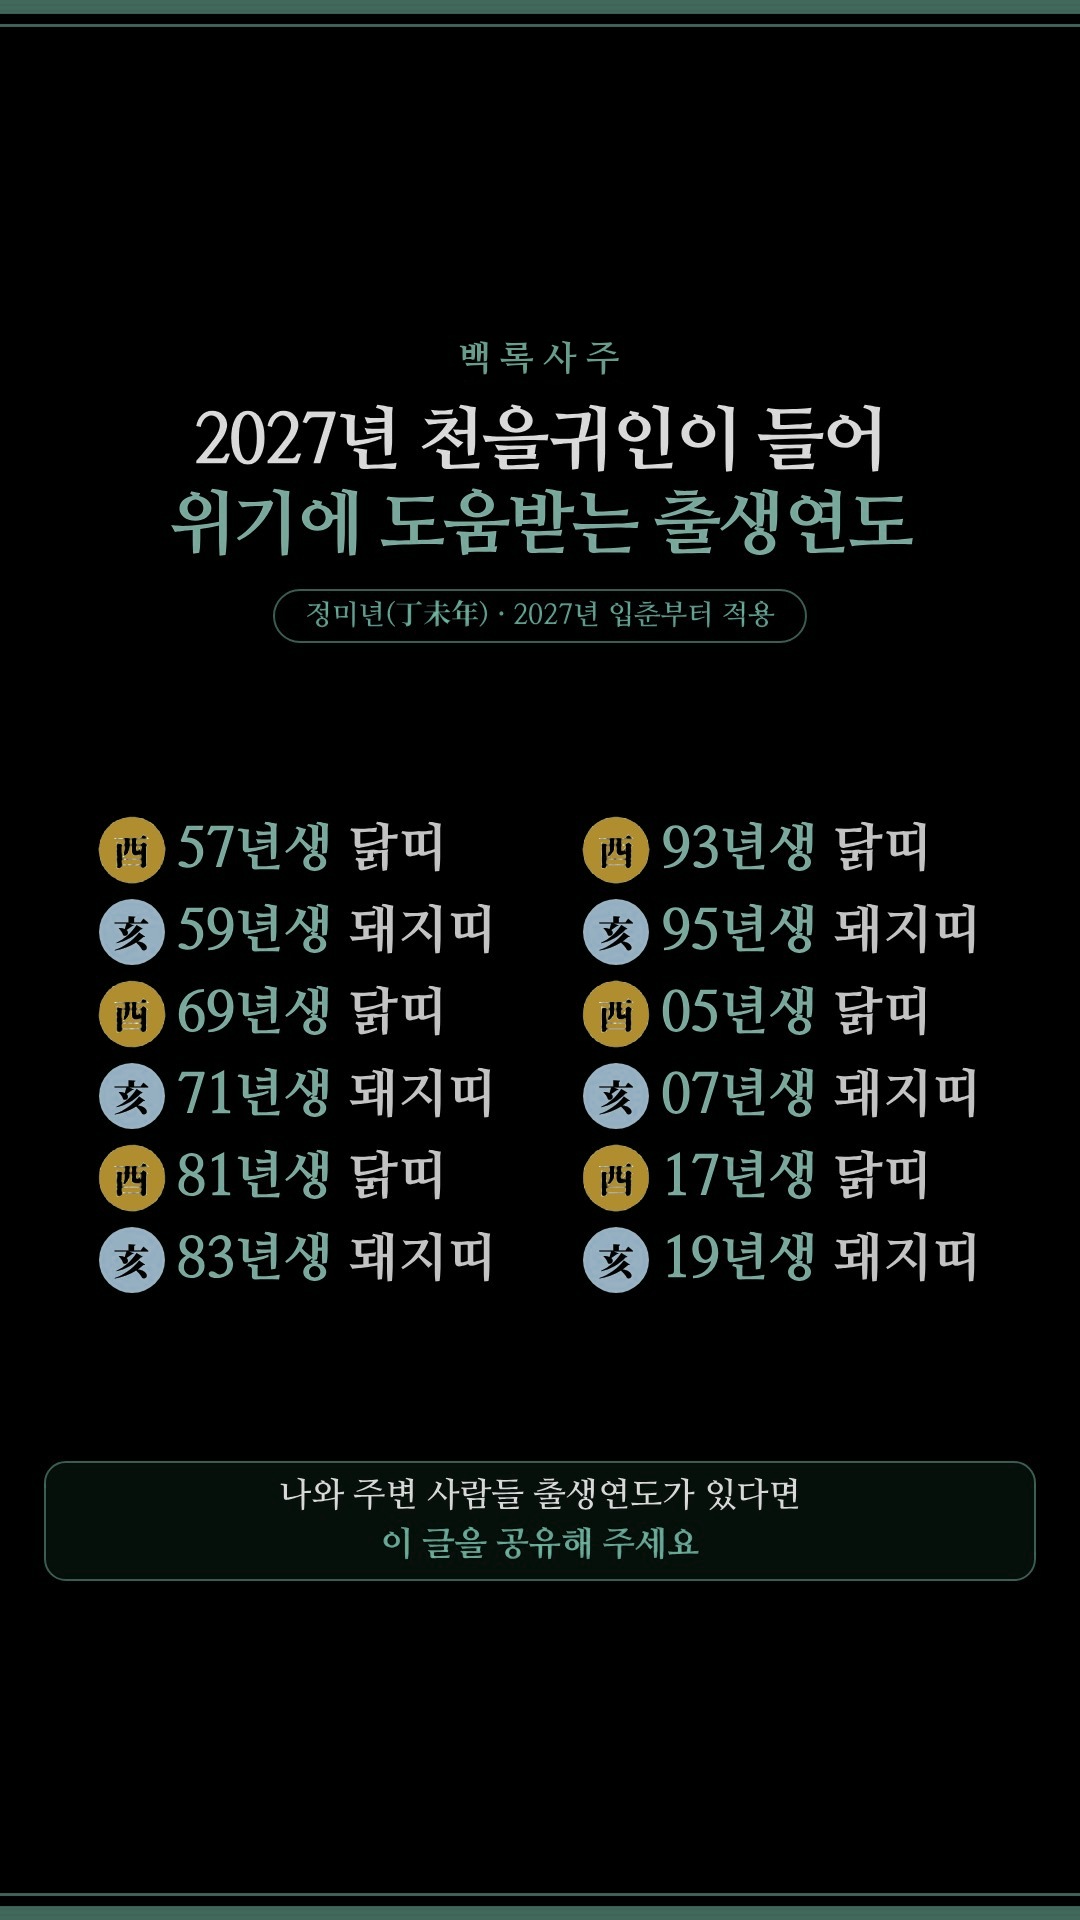 백록사주
2027년 천을귀인이 들어
위기에 도움받는 출생연도
정미년(丁未年) · 2027년 입춘부터 적용
酉 57년생 닭띠
亥 59년생 돼지띠
酉 69년생 닭띠
亥 71년생 돼지띠
酉 81년생 닭띠
亥 83년생 돼지띠
酉 93년생 닭띠
亥 95년생 돼지띠
酉 05년생 닭띠
亥 07년생 돼지띠
酉 17년생 닭띠
亥 19년생 돼지띠
나와 주변 사람들 출생연도가 있다면
이 글을 공유해 주세요